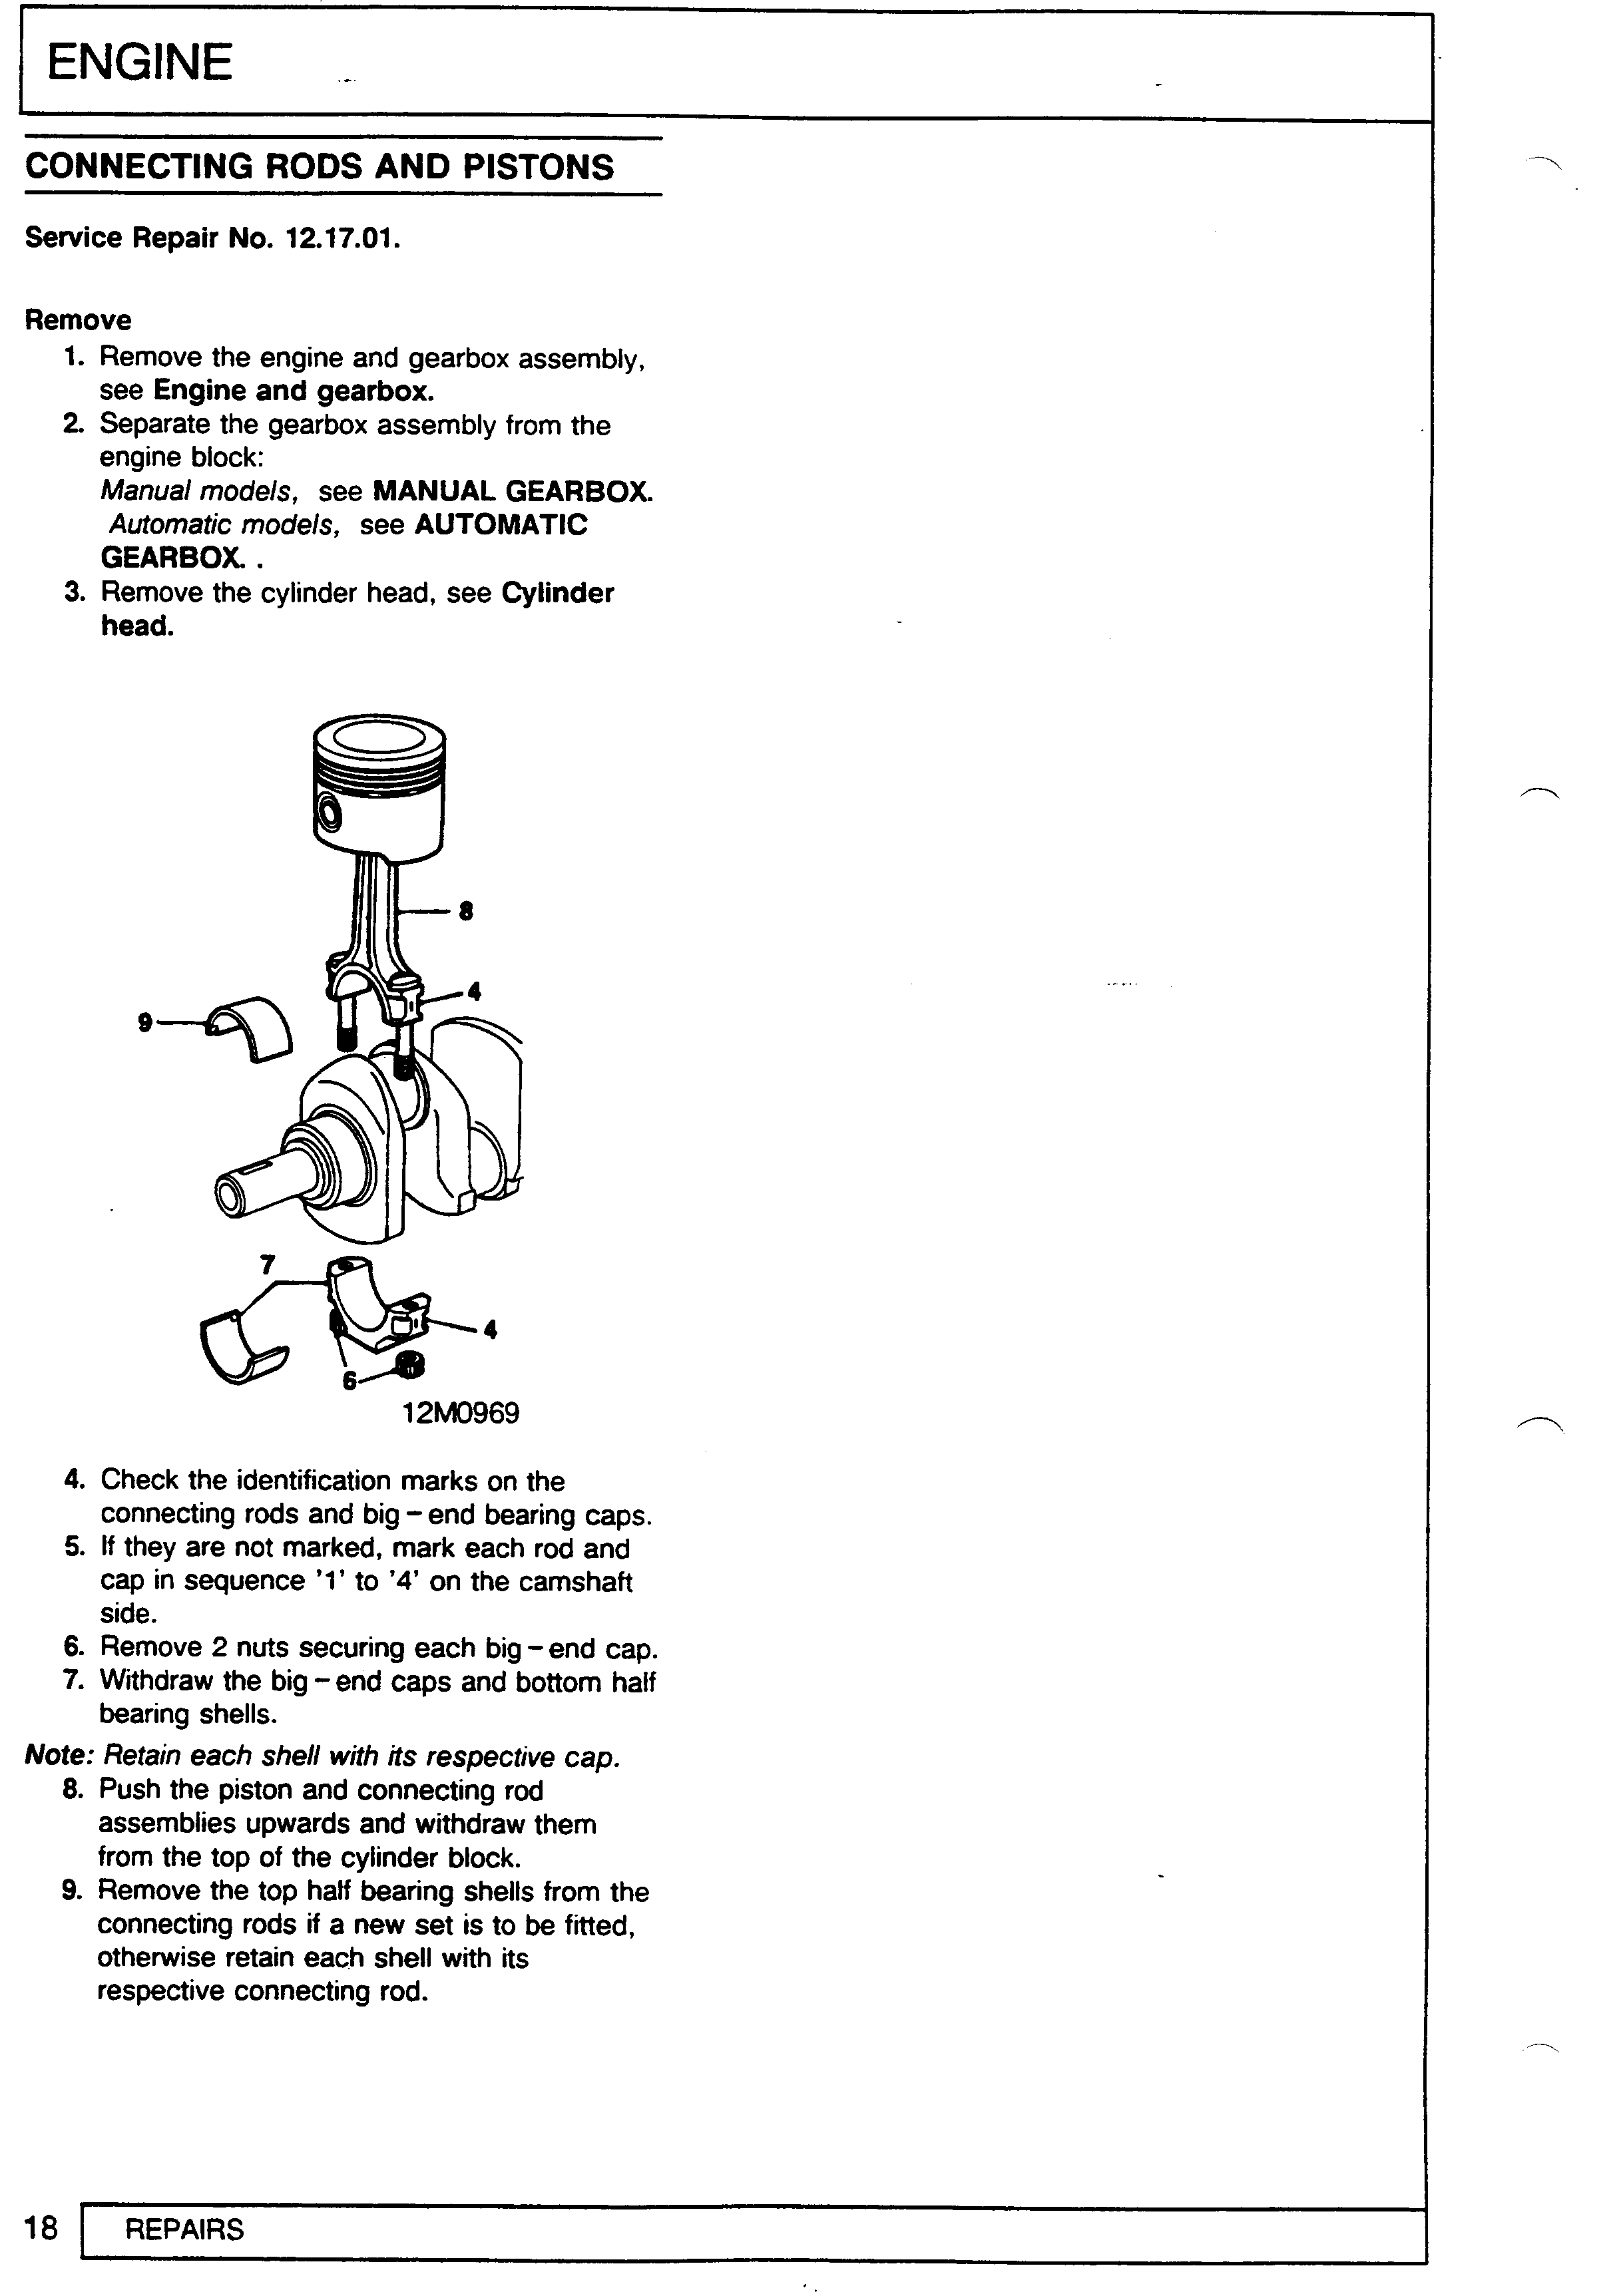 ENGINE
CONNECTING RODS AND PISTONS
Service Repair No. 12.17.01.
Remove
1. Remove the engine and gearbox assembly,
see Engine and gearbox.
2. Separate the gearbox assembly from the
engine block:
Manual models, see MANUAL GEARBOX.
Automatic models, see AUTOMATIC
GEARBOX. .
3. Remove the cylinder head, see Cylinder
head.
8
4
9
7
4
6
12M0969
4. Check the identification marks on the
connecting rods and big – end bearing caps.
5. If they are not marked, mark each rod and
cap in sequence '1' to '4' on the camshaft
side.
6. Remove 2 nuts securing each big – end cap.
7. Withdraw the big – end caps and bottom half
bearing shells.
Note: Retain each shell with its respective cap.
8. Push the piston and connecting rod
assemblies upwards and withdraw them
from the top of the cylinder block.
9. Remove the top half bearing shells from the
connecting rods if a new set is to be fitted,
otherwise retain each shell with its
respective connecting rod.
18
REPAIRS